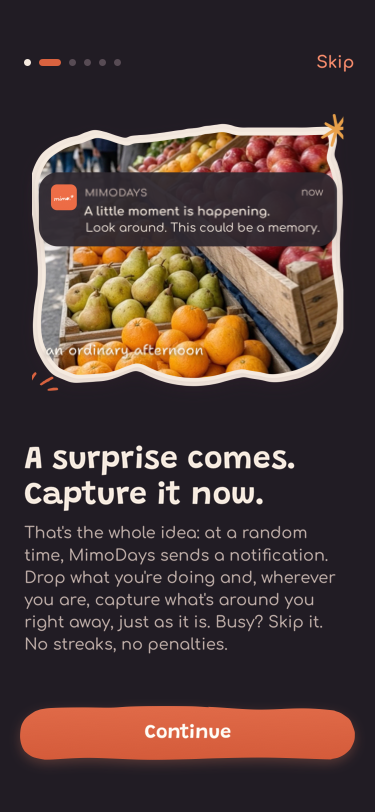 Skip
MIMODAYS
now
mimo
A little moment is happening.
Look around. This could be a memory.
an ordinary afternoon
A surprise comes.
Capture it now.
That's the whole idea: at a random
time, MimoDays sends a notification.
Drop what you're doing and, wherever
you are, capture what's around you
right away, just as it is. Busy? Skip it.
No streaks, no penalties.
Continue